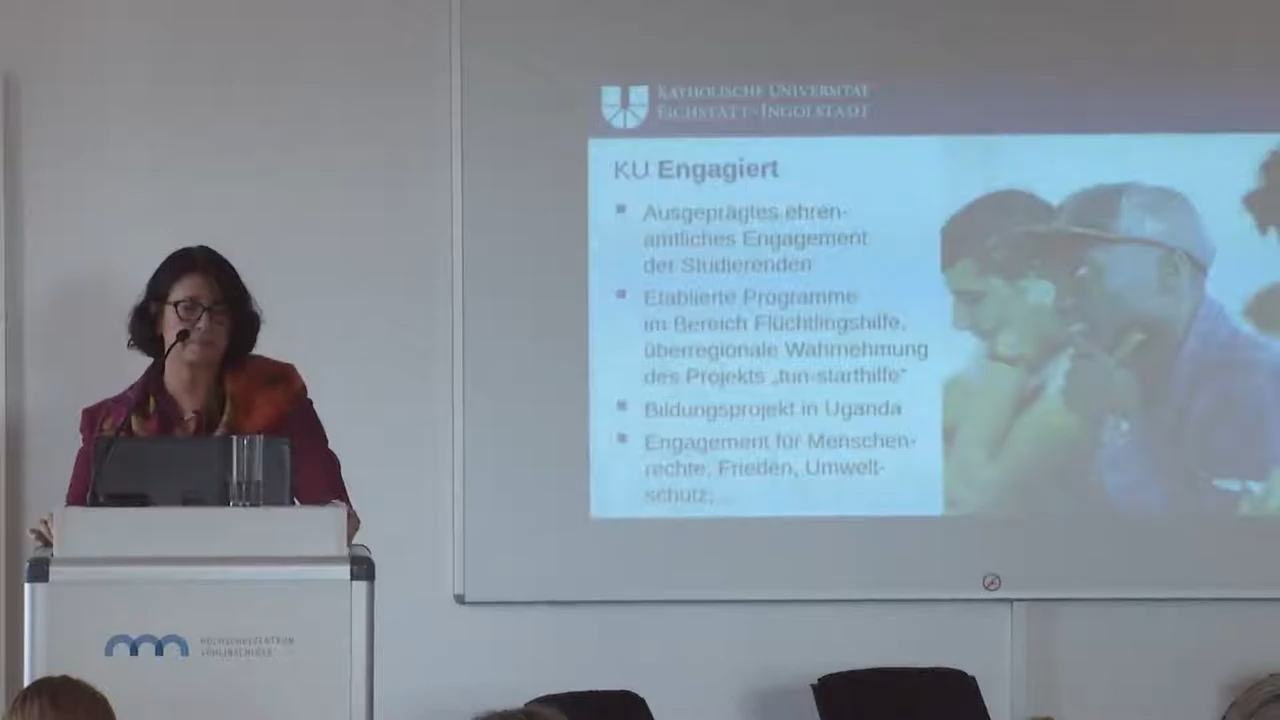 KATHOLISCHE UNIVERSITÄT
EICHSTÄTT-INGOLSTADT
KU Engagiert
Ausgeprägtes ehren-
amtliches Engagement
der Studierenden
Etablierte Programme
im Bereich Flüchtlingshilfe,
überregionale Wahrnehmung
des Projekts „tun-starthilfe“
Bildungsprojekt in Uganda
Engagement für Menschen-
rechte, Frieden, Umwelt-
schutz,...
HOCHSCHULZENTRUM